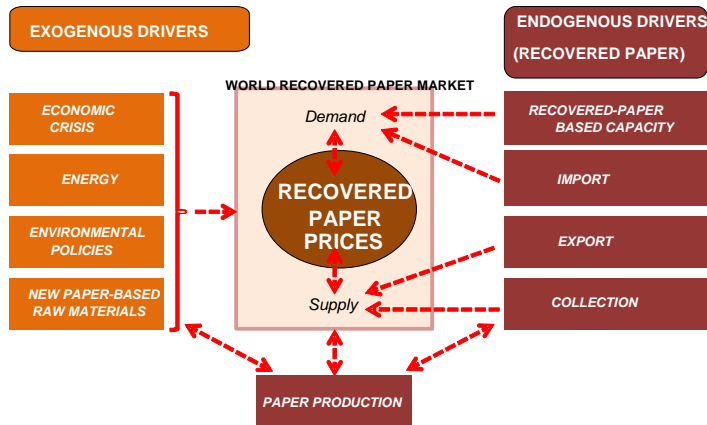 EXOGENOUS DRIVERS
ENDOGENOUS DRIVERS
(RECOVERED PAPER)
WORLD RECOVERED PAPER MARKET
ECONOMIC
CRISIS
ENERGY
ENVIRONMENTAL
POLICIES
NEW PAPER-BASED
RAW MATERIALS
Demand
RECOVERED
PAPER
PRICES
Supply
RECOVERED-PAPER
BASED CAPACITY
IMPORT
EXPORT
COLLECTION
PAPER PRODUCTION